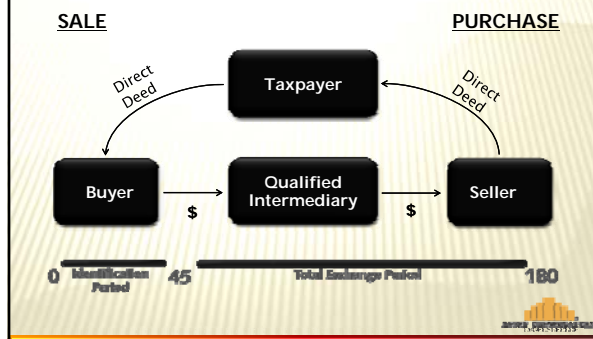 SALE
PURCHASE
Direct
Deed
Taxpayer
Direct
Deed
Buyer
$
Qualified
Intermediary
$
Seller
0
Identification
Period
45
Total Exchange Period
180